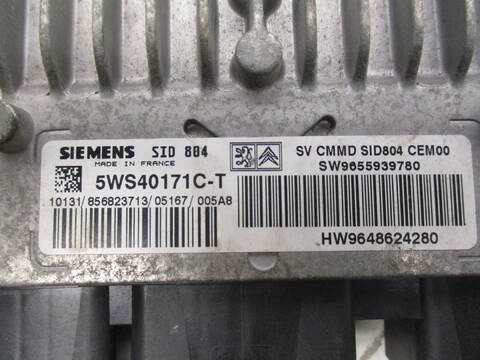 SIEMENS SID 804
MADE IN FRANCE
5WS40171C-T
10131/856823713/05167/005A8
SV CMMD SID804 CEM00
SW9655939780
HW9648624280